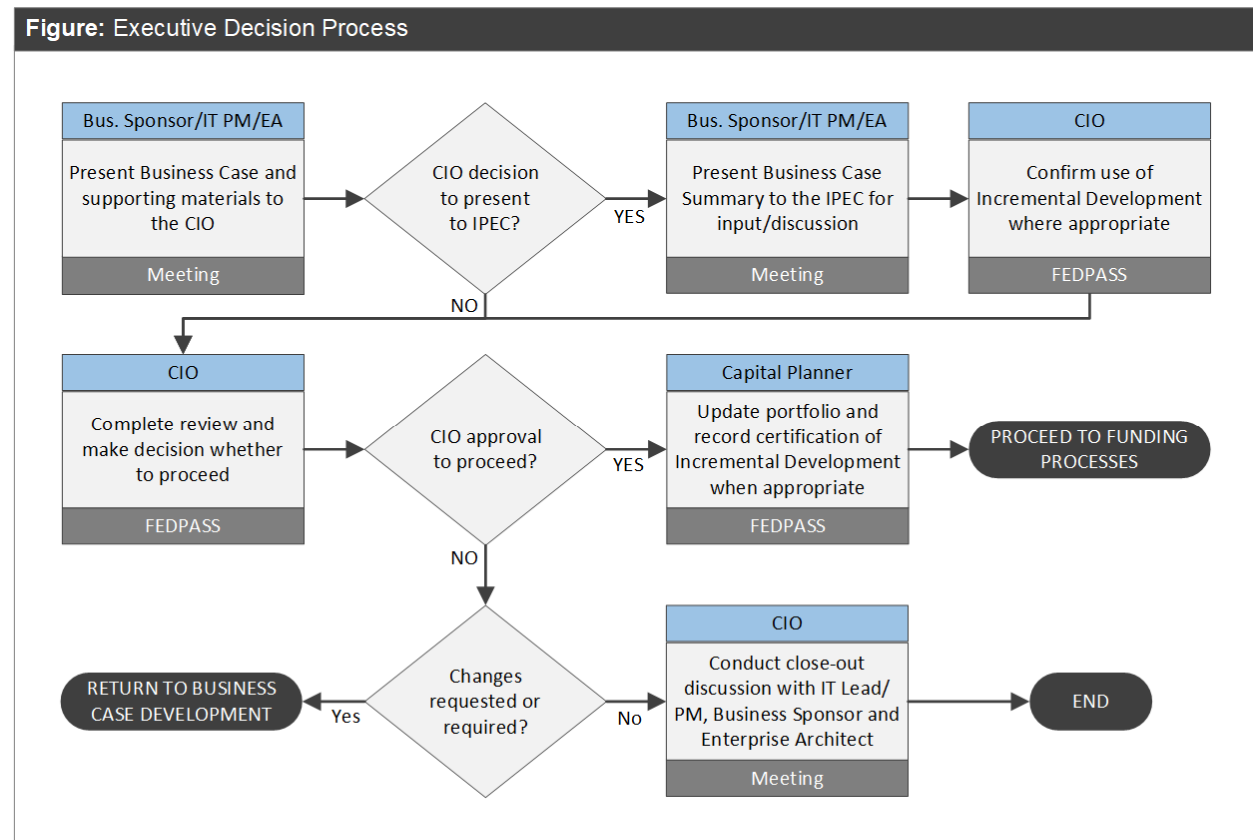 Figure: Executive Decision Process
Bus. Sponsor/IT PM/EA
Present Business Case and
supporting materials to
the CIO
Meeting
CIO decision
to present
to IPEC?
YES
NO
Bus. Sponsor/IT PM/EA
Present Business Case
Summary to the IPEC for
input/discussion
Meeting
CIO
Confirm use of
Incremental Development
where appropriate
FEDPASS
CIO
Complete review and
make decision whether
to proceed
FEDPASS
CIO approval
to proceed?
YES
NO
Capital Planner
Update portfolio and
record certification of
Incremental Development
when appropriate
FEDPASS
PROCEED TO FUNDING
PROCESSES
RETURN TO BUSINESS
CASE DEVELOPMENT
Yes
Changes
requested or
required?
No
CIO
Conduct close-out
discussion with IT Lead/
PM, Business Sponsor and
Enterprise Architect
Meeting
END